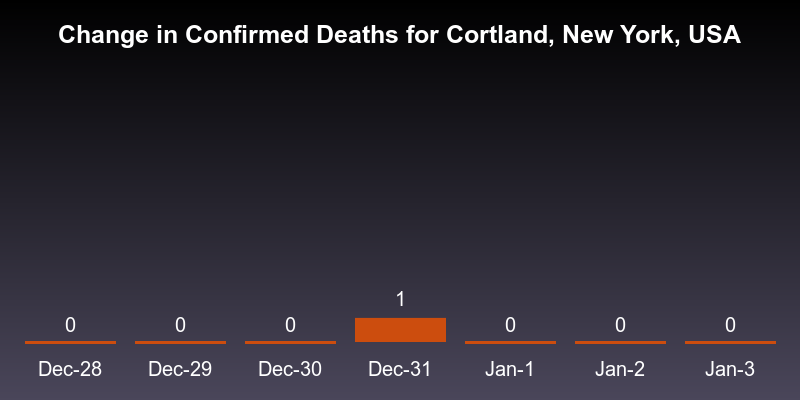 Change in Confirmed Deaths for Cortland, New York, USA
1
0 0 0 0 0 0
Dec-28 Dec-29 Dec-30 Dec-31 Jan-1 Jan-2 Jan-3